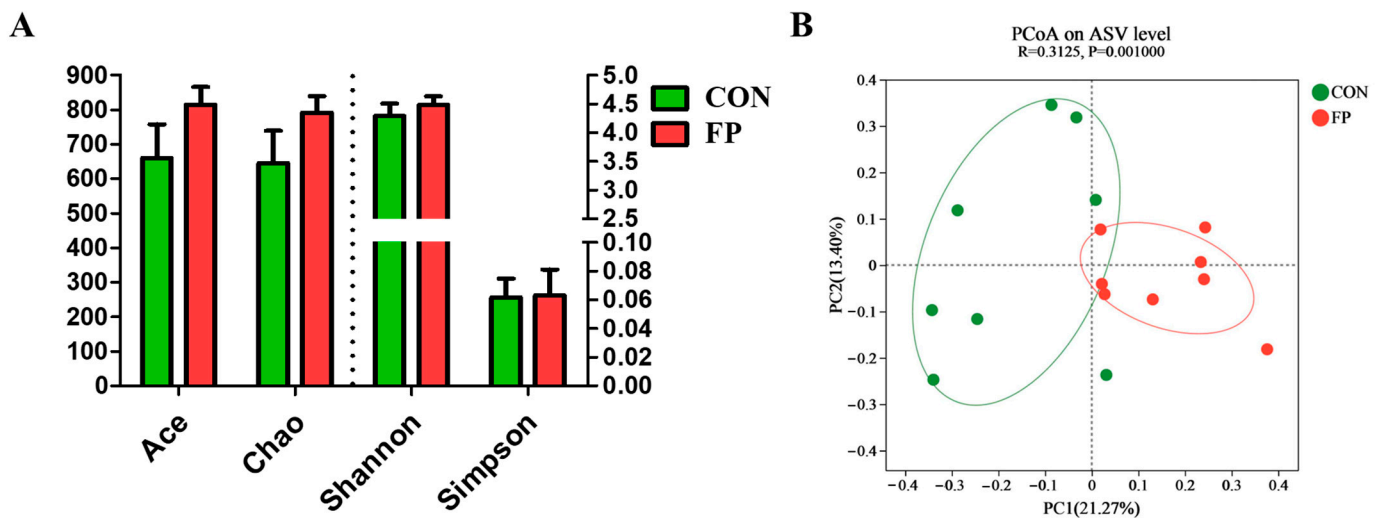 A
900
800
700
600
500
400
300
200
100
0
5.0
4.5
4.0
3.5
3.0
2.5
0.10
0.08
0.06
0.04
0.02
0.00
CON
FP
Ace
Chao
Shannon
Simpson
B
PCoA on ASV level
R=0.3125, P=0.001000
CON
FP
PC2(13.40%)
0.4
0.3
0.2
0.1
0
−0.1
−0.2
−0.3
−0.4
−0.4
−0.3
−0.2
−0.1
0
0.1
0.2
0.3
0.4
PC1(21.27%)